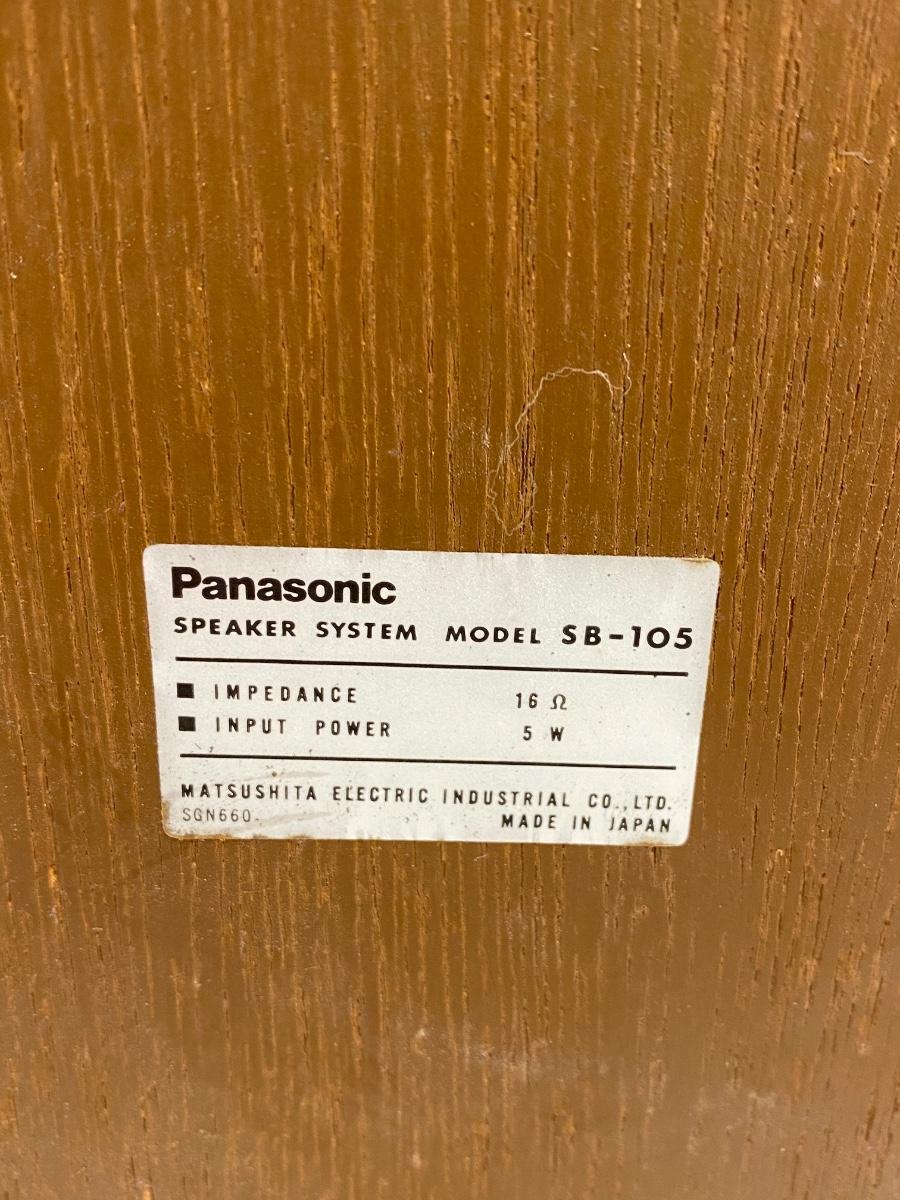 Panasonic
SPEAKER SYSTEM MODEL SB-105
■ IMPEDANCE 16 Ω
■ INPUT POWER 5 W
MATSUSHITA ELECTRIC INDUSTRIAL CO.,LTD.
SGN660- MADE IN JAPAN